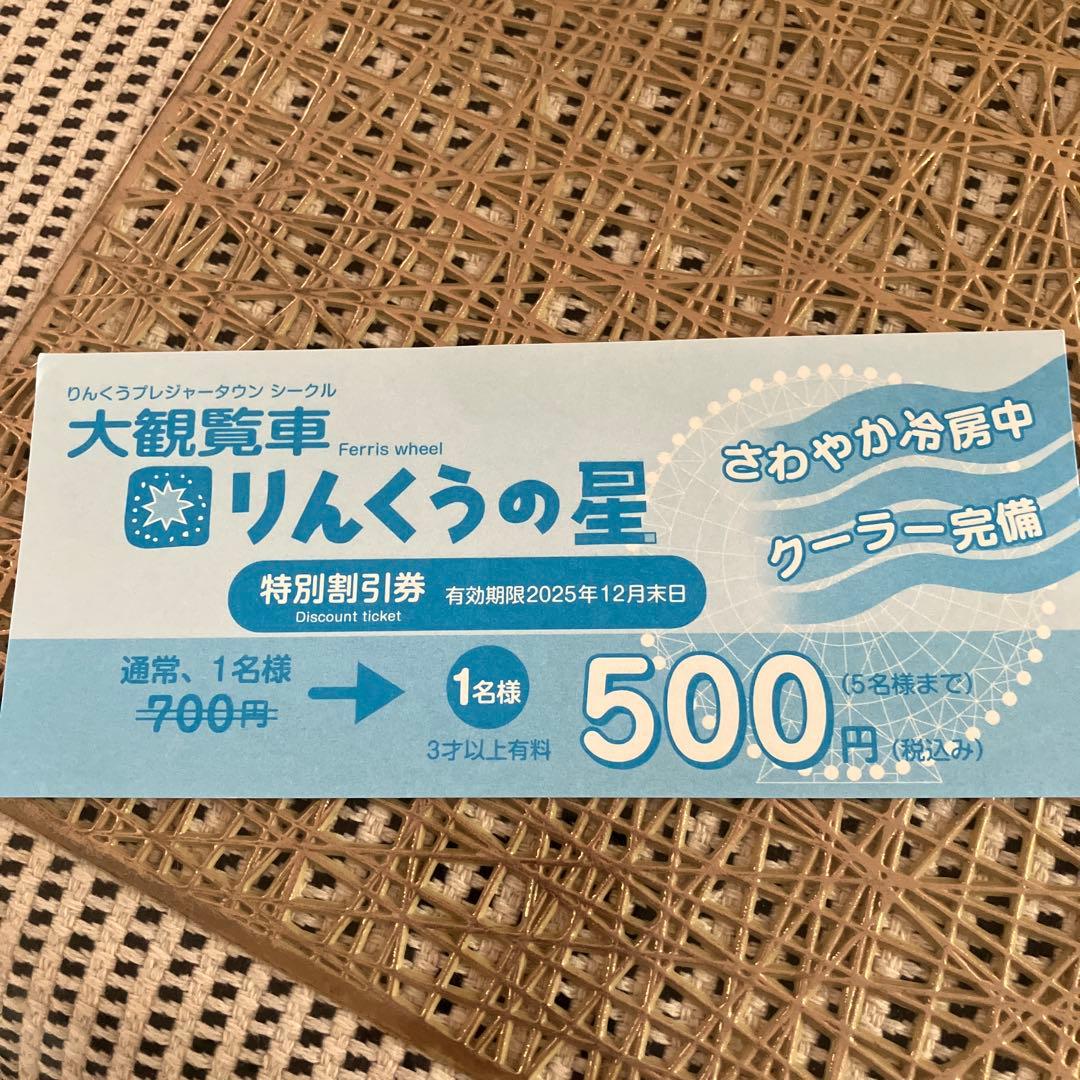 りんくうプレジャータウン シークル
大観覧車 Ferris wheel
りんくうの星
さわやか冷房中
クーラー完備
特別割引券 有効期限2025年12月末日
Discount ticket
通常、1名様
700円
1名様
3才以上有料
500円
(5名様まで)
(税込み)